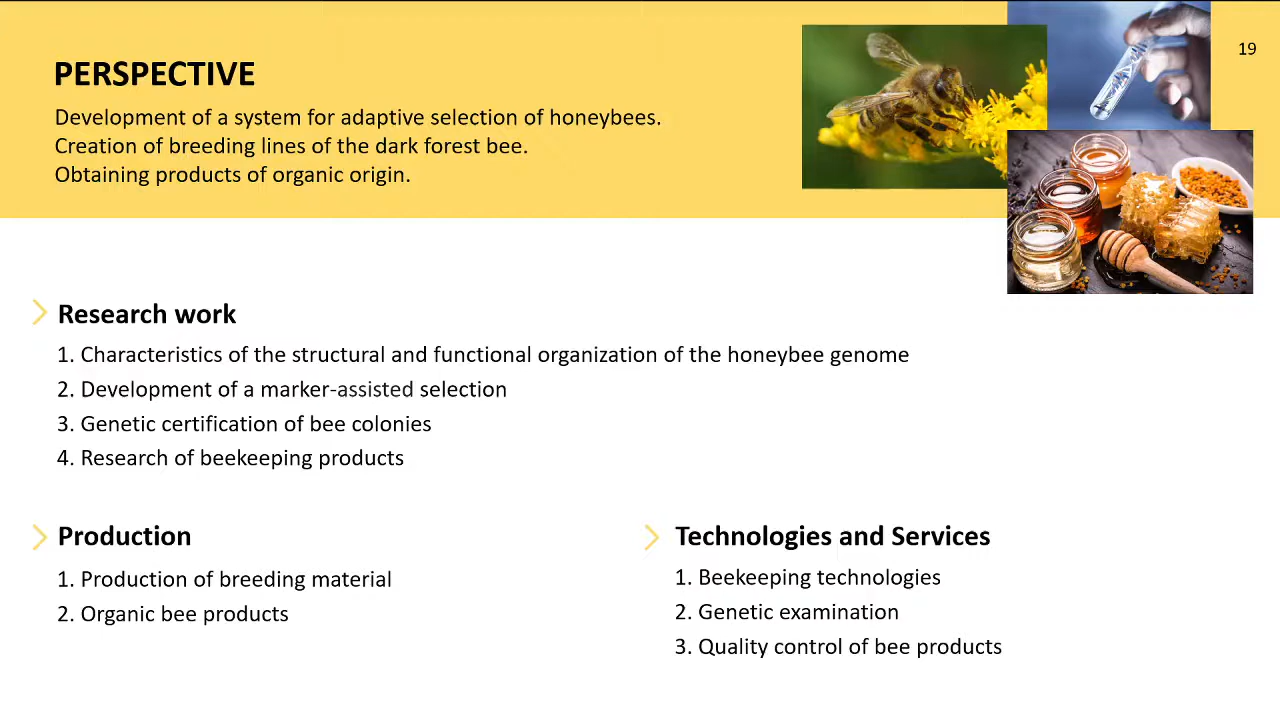 19
PERSPECTIVE
Development of a system for adaptive selection of honeybees.
Creation of breeding lines of the dark forest bee.
Obtaining products of organic origin.
Research work
1. Characteristics of the structural and functional organization of the honeybee genome
2. Development of a marker-assisted selection
3. Genetic certification of bee colonies
4. Research of beekeeping products
Production
1. Production of breeding material
2. Organic bee products
Technologies and Services
1. Beekeeping technologies
2. Genetic examination
3. Quality control of bee products